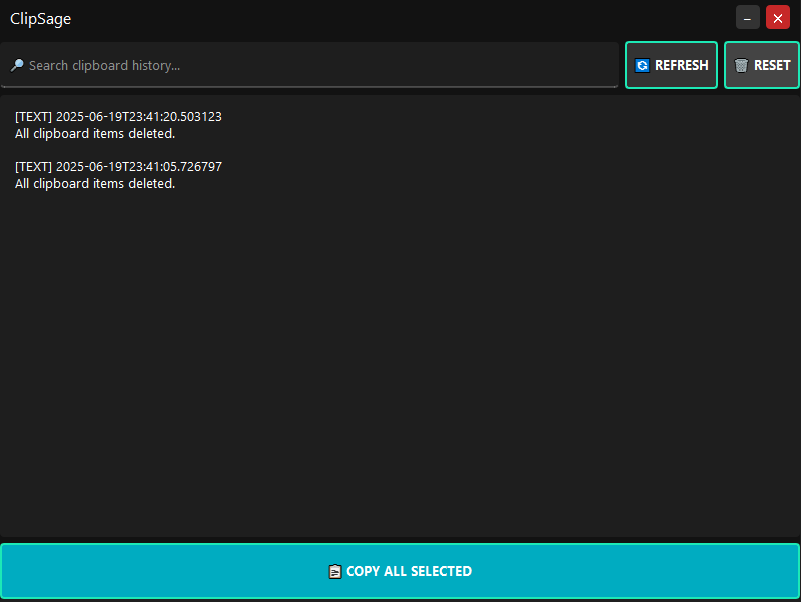 ClipSage
Search clipboard history...
REFRESH
RESET
[TEXT] 2025-06-19T23:41:20.503123
All clipboard items deleted.
[TEXT] 2025-06-19T23:41:05.726797
All clipboard items deleted.
COPY ALL SELECTED